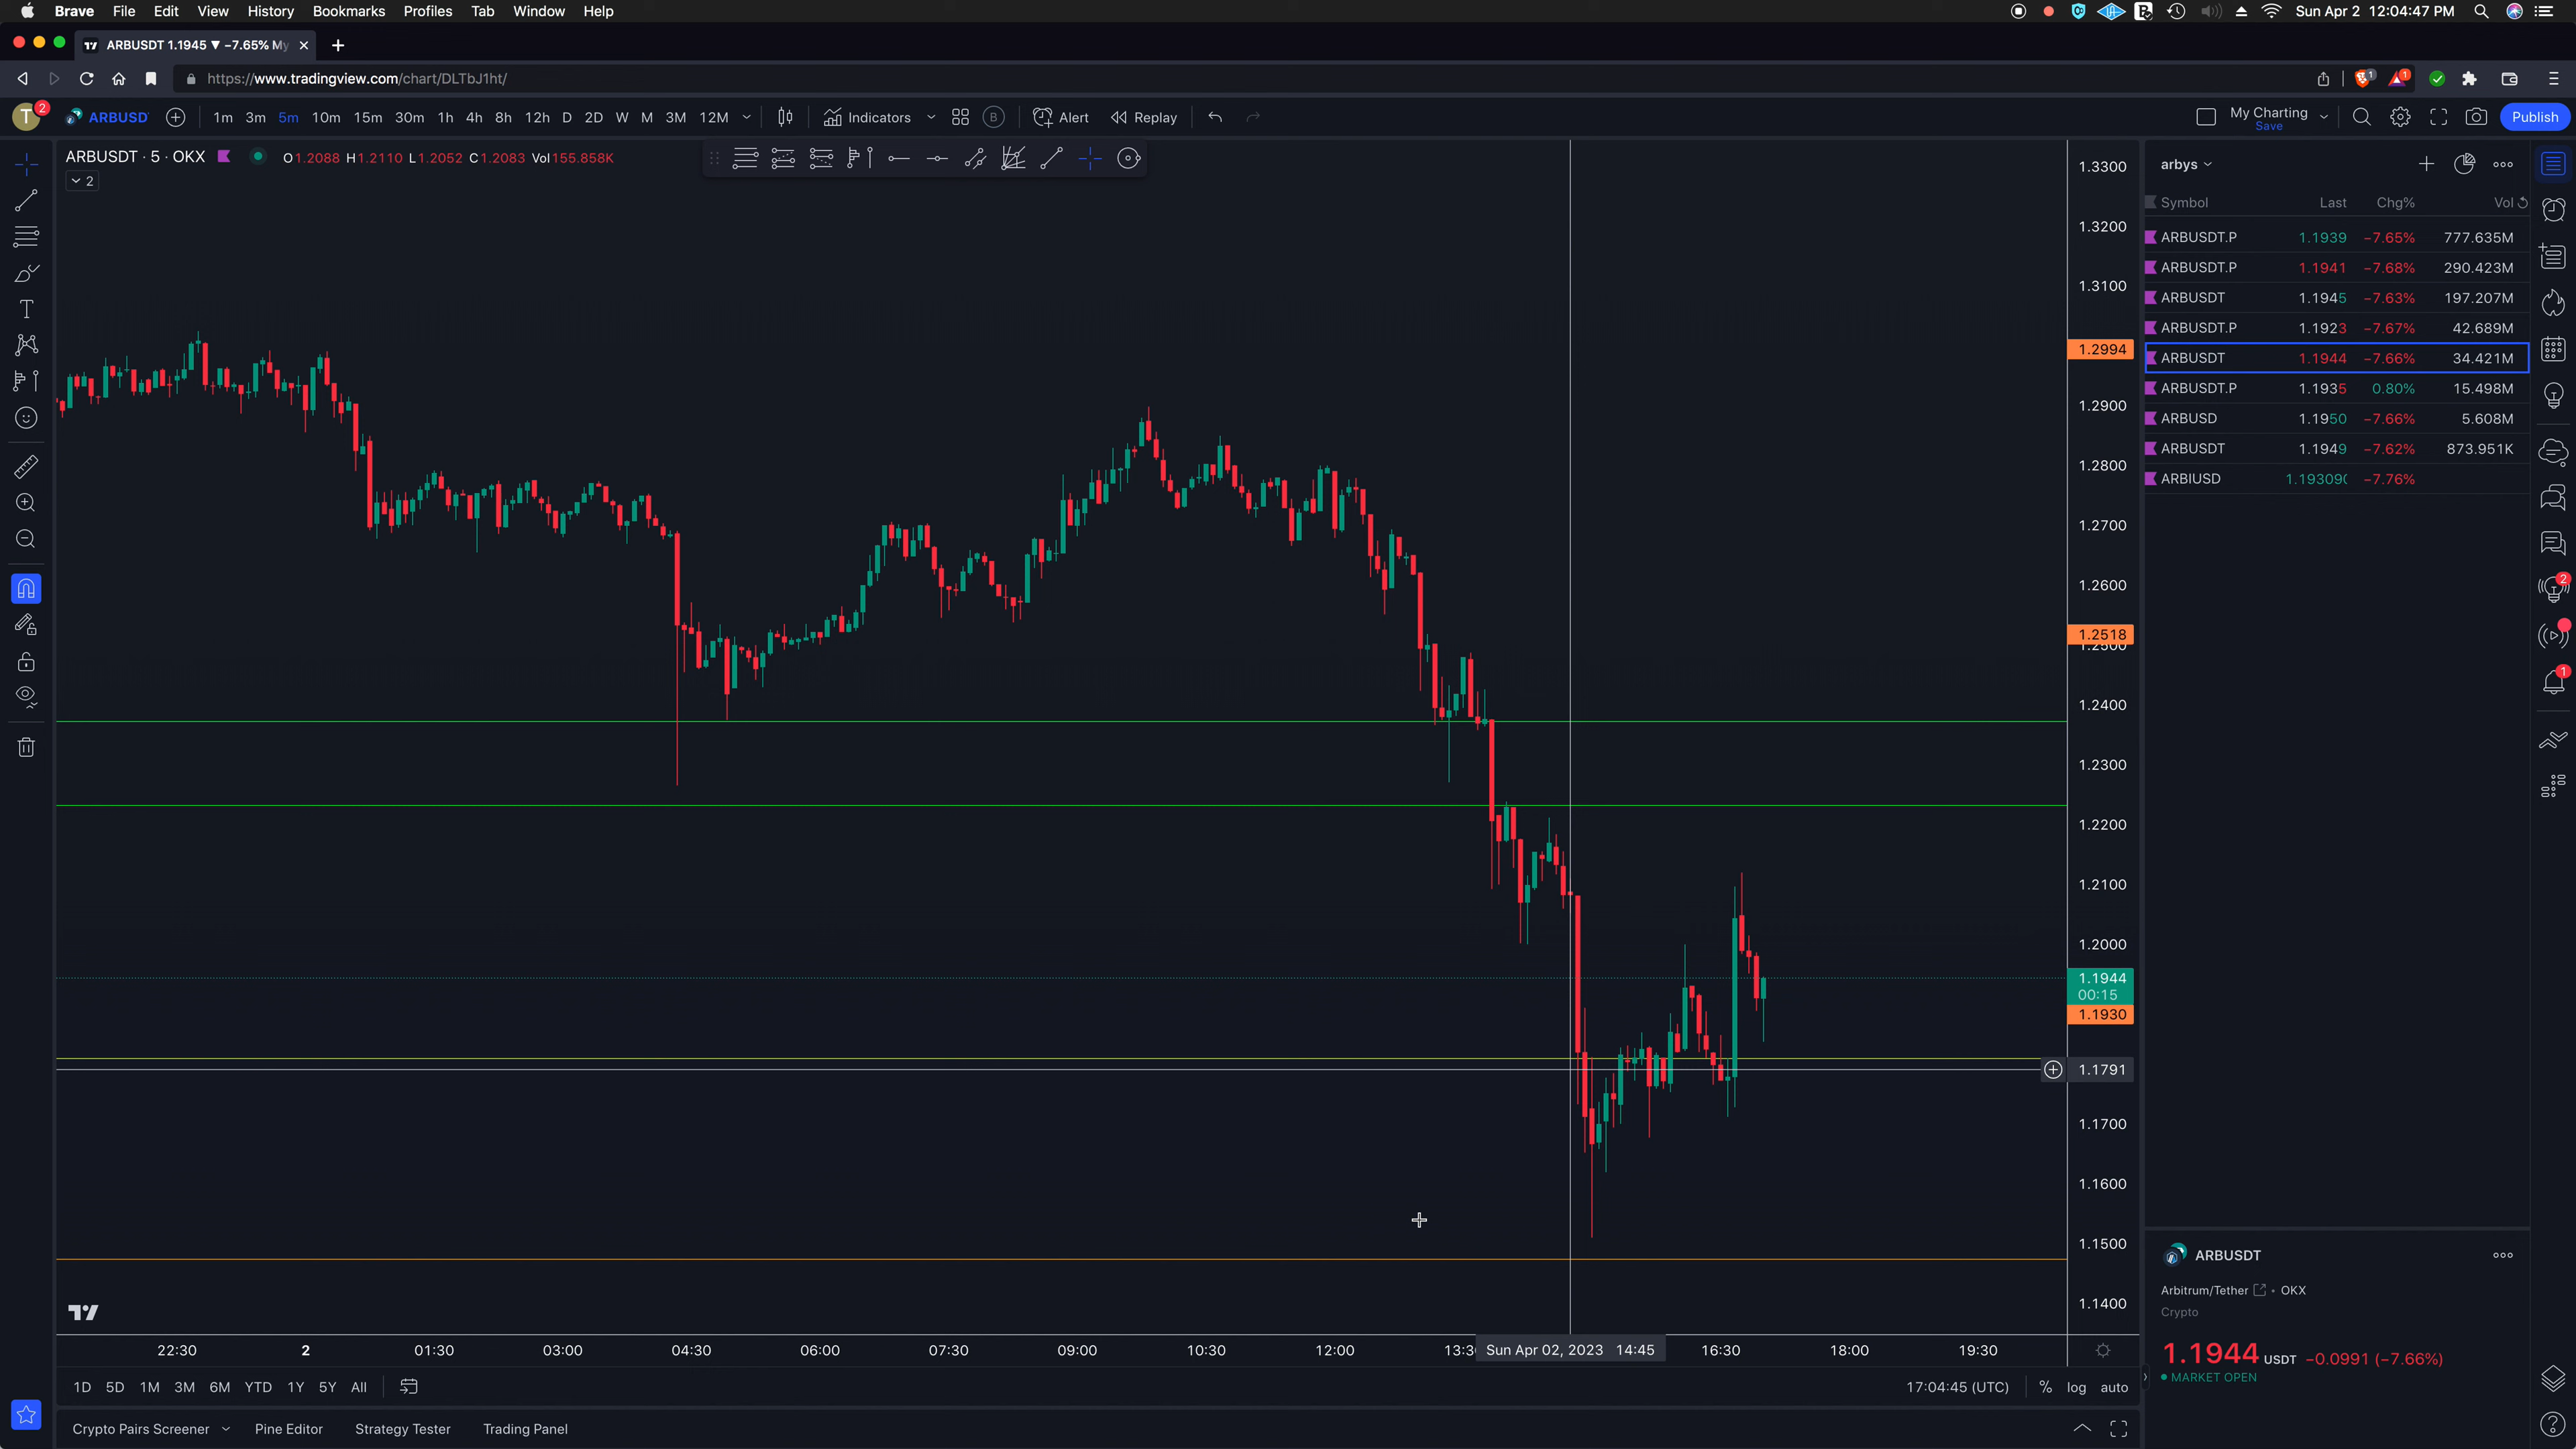 Brave File Edit View History Bookmarks Profiles Tab Window Help Sun Apr 2 12:04:47 PM
ARBUSDT 1.1945 ▼ −7.65% My
https://www.tradingview.com/chart/DLTbJ1ht/ 1 1
T 2 ARBUSD 1m 3m 5m 10m 15m 30m 1h 4h 8h 12h D 2D W M 3M 12M Indicators B Alert Replay My Charting Save Publish
ARBUSDT · 5 · OKX O1.2088 H1.2110 L1.2052 C1.2083 Vol155.858K
2
1.3300
1.3200
1.3100
1.2994
1.2900
1.2800
1.2700
1.2600
1.2518
1.2500
1.2400
1.2300
1.2200
1.2100
1.2000
1.1944
00:15
1.1930
1.1791
1.1700
1.1600
1.1500
1.1400
22:30 2 01:30 03:00 04:30 06:00 07:30 09:00 10:30 12:00 13:30 Sun Apr 02, 2023 14:45 16:30 18:00 19:30
1D 5D 1M 3M 6M YTD 1Y 5Y All 17:04:45 (UTC) % log auto
Crypto Pairs Screener Pine Editor Strategy Tester Trading Panel
arbys
Symbol Last Chg% Vol
ARBUSDT.P 1.1939 −7.65% 777.635M
ARBUSDT.P 1.1941 −7.68% 290.423M
ARBUSDT 1.1945 −7.63% 197.207M
ARBUSDT.P 1.1923 −7.67% 42.689M
ARBUSDT 1.1944 −7.66% 34.421M
ARBUSDT.P 1.1935 0.80% 15.498M
ARBUSD 1.1950 −7.66% 5.608M
ARBUSDT 1.1949 −7.62% 873.951K
ARBIUSD 1.193090 −7.76%
2
1
ARBUSDT
Arbitrum/Tether • OKX
Crypto
1.1944 USDT −0.0991 (−7.66%)
MARKET OPEN